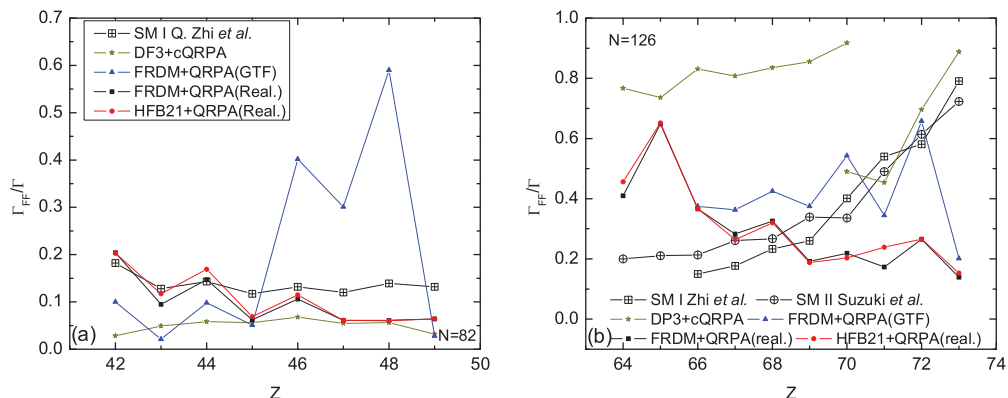 SM I Q. Zhi et al.
DF3+cQRPA
FRDM+QRPA(GTF)
FRDM+QRPA(Real.)
HFB21+QRPA(Real.)
0.7
0.6
0.5
0.4
0.3
0.2
0.1
0.0
Γ_FF/Γ
(a)
N=82
42 44 46 48 50
Z
N=126
1.0
0.8
0.6
0.4
0.2
0.0
Γ_FF/Γ
SM I Zhi et al. SM II Suzuki et al.
DP3+cQRPA FRDM+QRPA(GTF)
(b) FRDM+QRPA(real.) HFB21+QRPA(real.)
64 66 68 70 72 74
Z